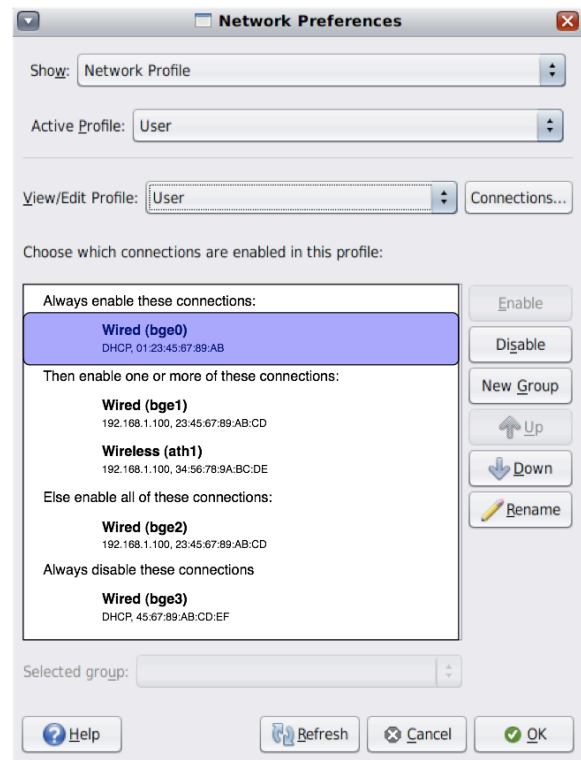 Network Preferences
Show: Network Profile
Active Profile: User
View/Edit Profile: User Connections...
Choose which connections are enabled in this profile:
Always enable these connections:
Enable
Wired (bge0)
DHCP, 01:23:45:67:89:AB
Disable
Then enable one or more of these connections:
New Group
Wired (bge1)
192.168.1.100, 23:45:67:89:AB:CD
Up
Wireless (ath1)
192.168.1.100, 34:56:78:9A:BC:DE
Down
Else enable all of these connections:
Rename
Wired (bge2)
192.168.1.100, 23:45:67:89:AB:CD
Always disable these connections
Wired (bge3)
DHCP, 45:67:89:AB:CD:EF
Selected group:
Help Refresh Cancel OK